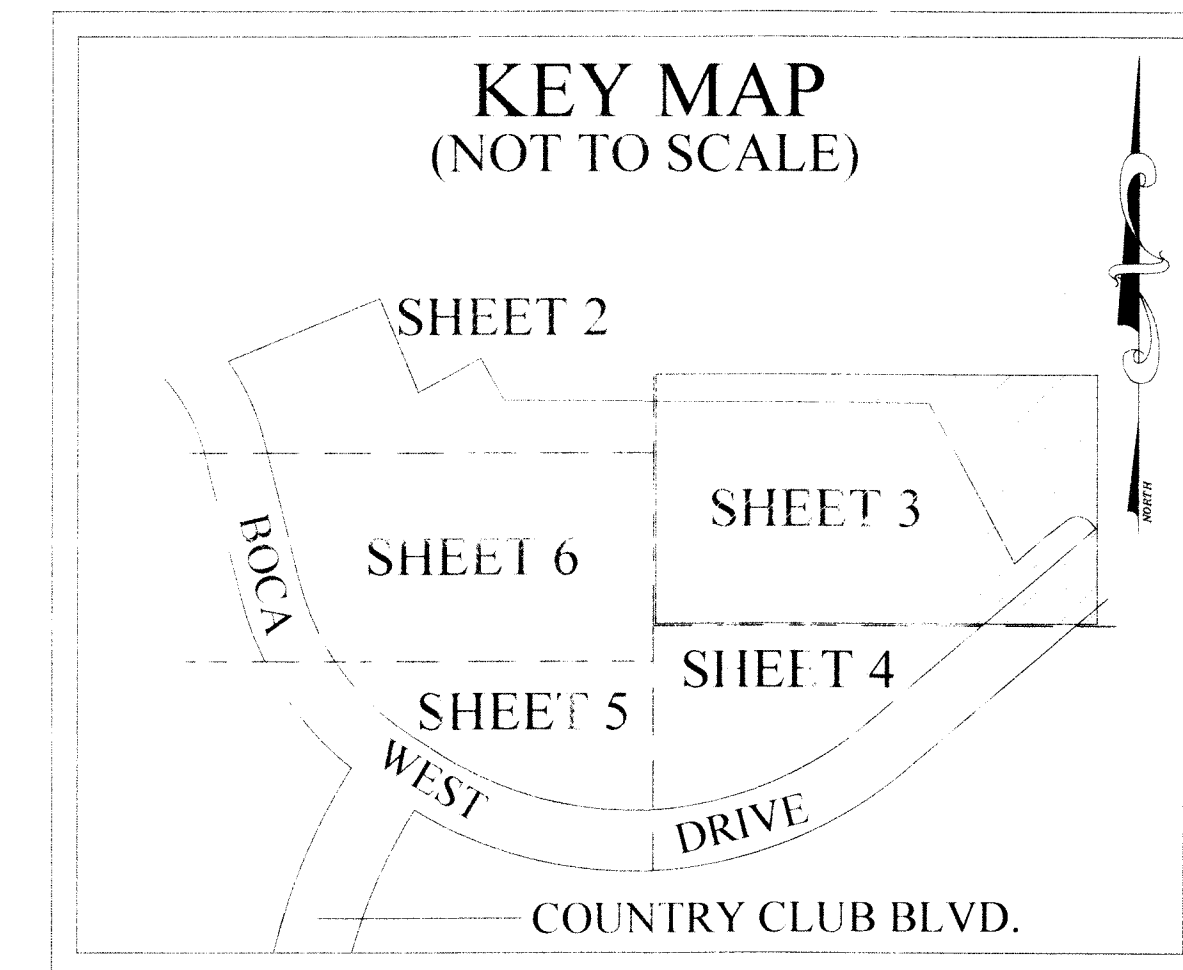 KEY MAP
(NOT TO SCALE)
SHEET 2
SHEET 3
NORTH
SHEET 6
BOCA
SHEET 4
SHEET 5
WEST
DRIVE
COUNTRY CLUB BLVD.